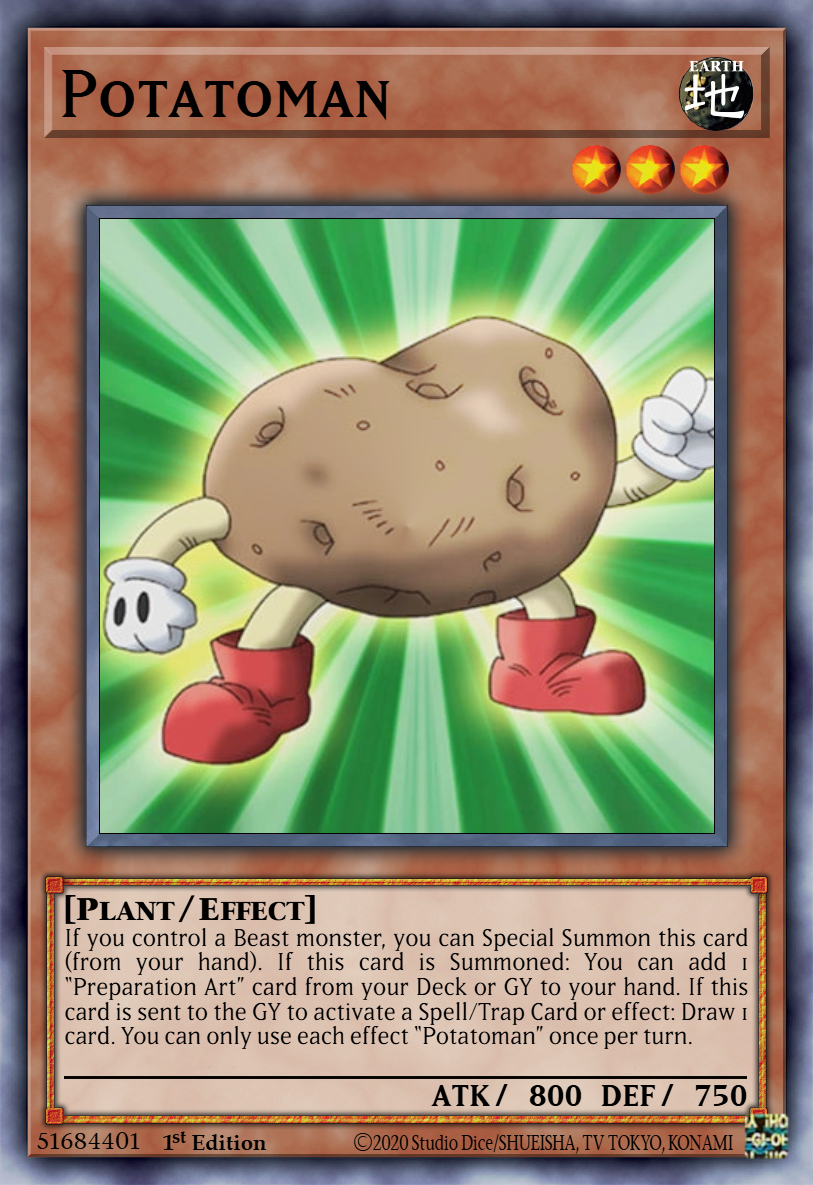 Potatoman
EARTH
地
[Plant/Effect]
If you control a Beast monster, you can Special Summon this card
(from your hand). If this card is Summoned: You can add 1
"Preparation Art" card from your Deck or GY to your hand. If this
card is sent to the GY to activate a Spell/Trap Card or effect: Draw 1
card. You can only use each effect "Potatoman" once per turn.
ATK/ 800 DEF/ 750
51684401 1st Edition ©2020 Studio Dice/SHUEISHA, TV TOKYO, KONAMI